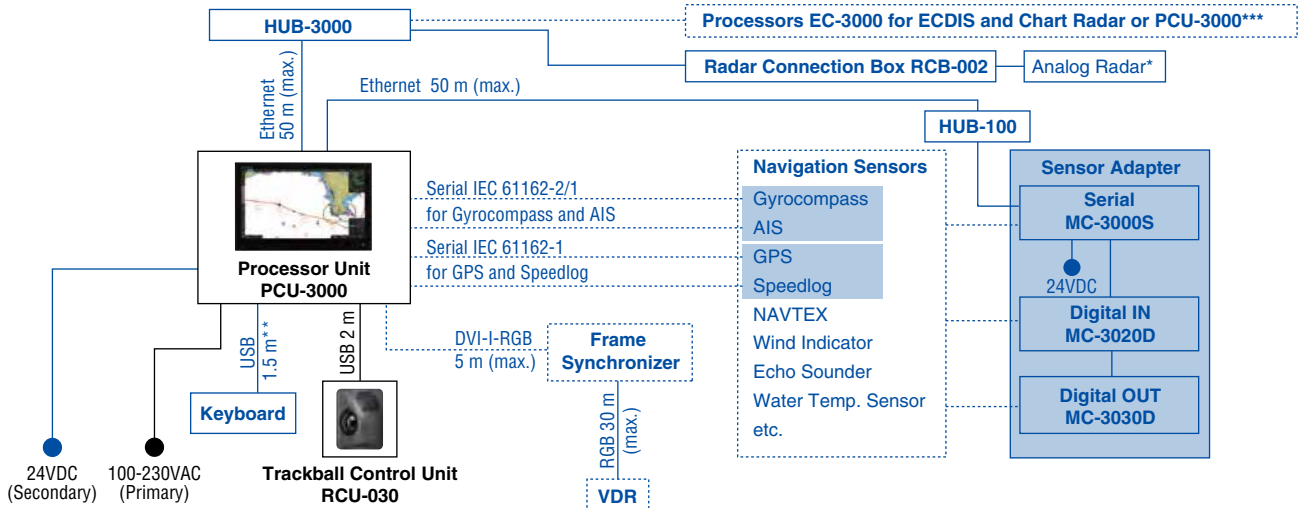 HUB-3000
Processors EC-3000 for ECDIS and Chart Radar or PCU-3000***
Radar Connection Box RCB-002
Analog Radar*
Ethernet
50 m (max.)
Ethernet 50 m (max.)
HUB-100
Navigation Sensors
Gyrocompass
AIS
GPS
Speedlog
NAVTEX
Wind Indicator
Echo Sounder
Water Temp. Sensor
etc.
Sensor Adapter
Serial
MC-3000S
24VDC
Digital IN
MC-3020D
Digital OUT
MC-3030D
Serial IEC 61162-2/1
for Gyrocompass and AIS
Serial IEC 61162-1
for GPS and Speedlog
Processor Unit
PCU-3000
USB
1.5 m**
USB 2 m
DVI-I-RGB
5 m (max.)
Frame
Synchronizer
Keyboard
RGB 30 m
(max.)
VDR
24VDC
(Secondary)
100-230VAC
(Primary)
Trackball Control Unit
RCU-030